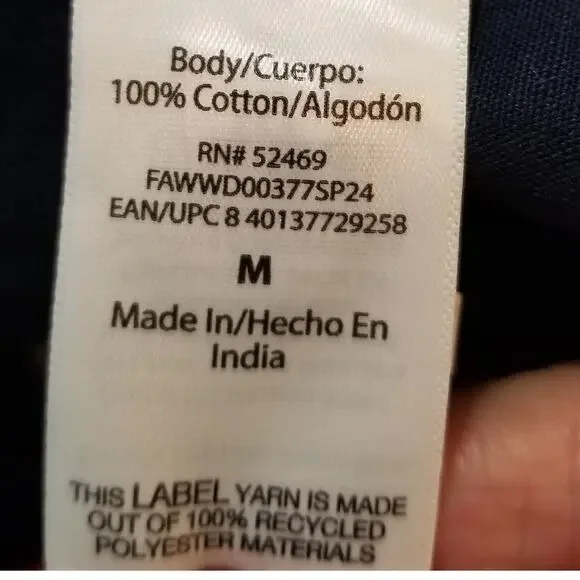 Body/Cuerpo:
100% Cotton/Algodón
RN# 52469
FAWWD00377SP24
EAN/UPC 8 40137729258
M
Made In/Hecho En
India
THIS LABEL YARN IS MADE
OUT OF 100% RECYCLED
POLYESTER MATERIALS